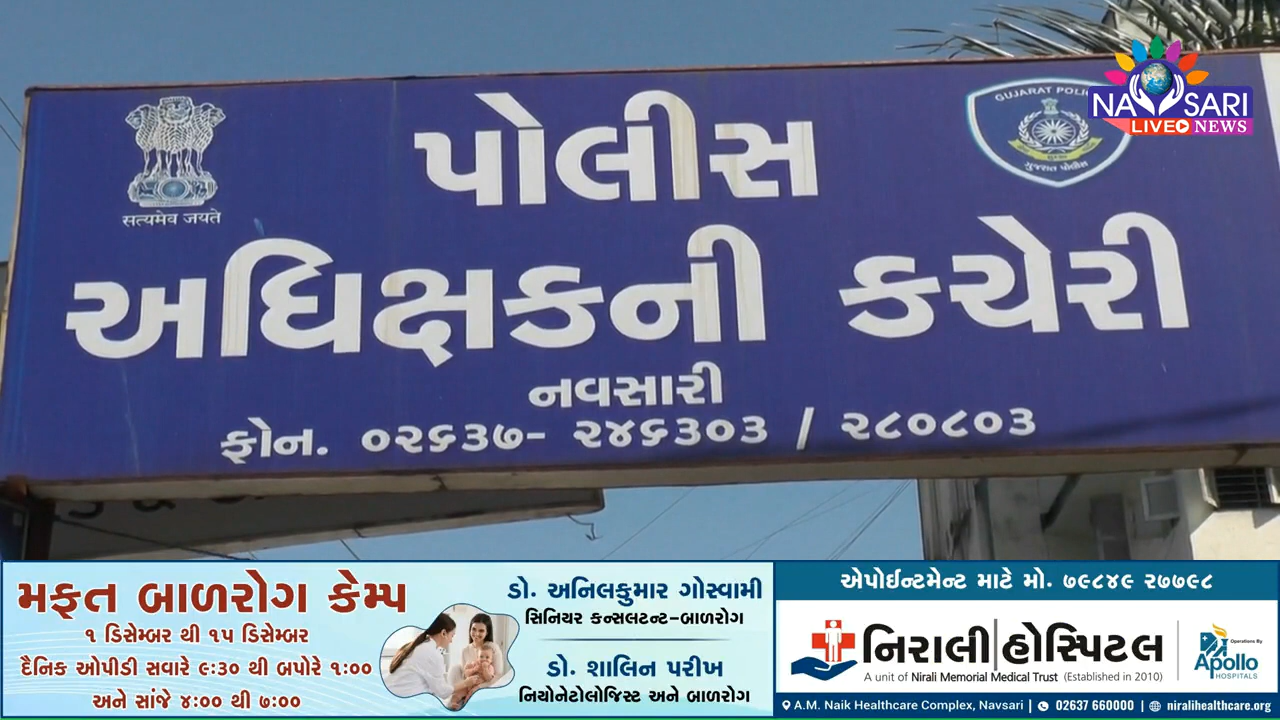 સત્યમેવ જયતે
પોલીસ
GUJARAT POLIC
ગુજરાત પોલીસ
NAVSARI
LIVE NEWS
અધિક્ષકની કચેરી
નવસારી
ફોન. ૦૨૬૩૭- ૨૪૬૩૦૩ / ૨૮૦૮૦૩
મફત બાળરોગ કેમ્પ
૧ ડિસેમ્બર થી ૧૫ ડિસેમ્બર
દૈનિક ઓપીડી સવારે ૯:૩૦ થી બપોરે ૧:૦૦
અને સાંજે ૪:૦૦ થી ૭:૦૦
ડો. અનિલકુમાર ગોસ્વામી
સિનિયર કન્સલટન્ટ-બાળરોગ
ડો. શાલિન પરીખ
નિયોનેટોલોજિસ્ટ અને બાળરોગ
એપોઈન્ટમેન્ટ માટે મો. ૭૯૮૪૯ ૨૭૭૯૮
નિરાલી હોસ્પિટલ
A unit of Nirali Memorial Medical Trust (Established in 2010)
Operations By
Apollo
HOSPITALS
A.M. Naik Healthcare Complex, Navsari | 02637 660000 | niralihealthcare.org